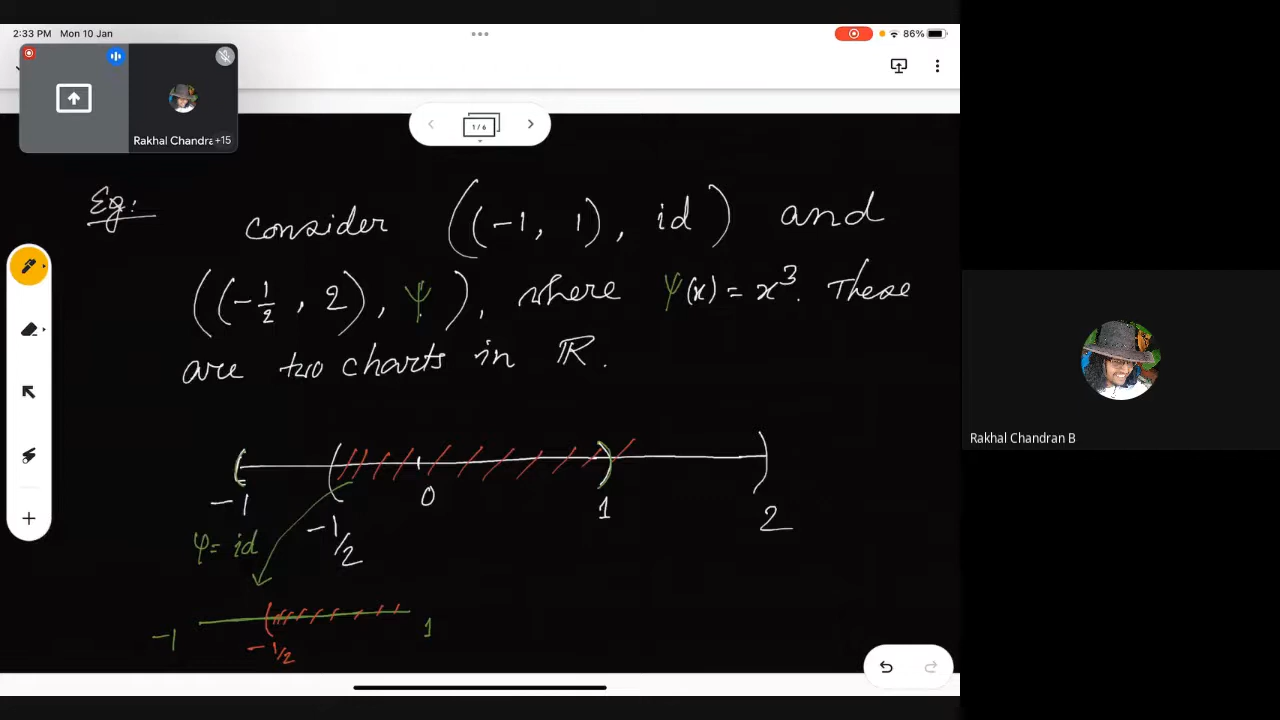 2:33 PM Mon 10 Jan
86%
Rakhal Chandra +15
1 / 6
Eg:
consider ((-1, 1), id) and
((-1/2, 2), ψ), where ψ(x) = x³. These
are two charts in ℝ.
-1
-1/2
0
1
2
φ = id
-1
-1/2
1
Rakhal Chandran B